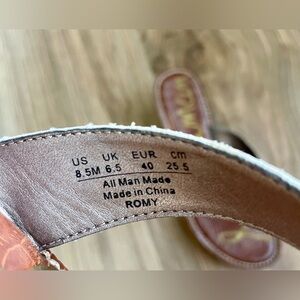 US UK EUR cm
8.5M 6.5 40 25.5
All Man Made
Made in China
ROMY